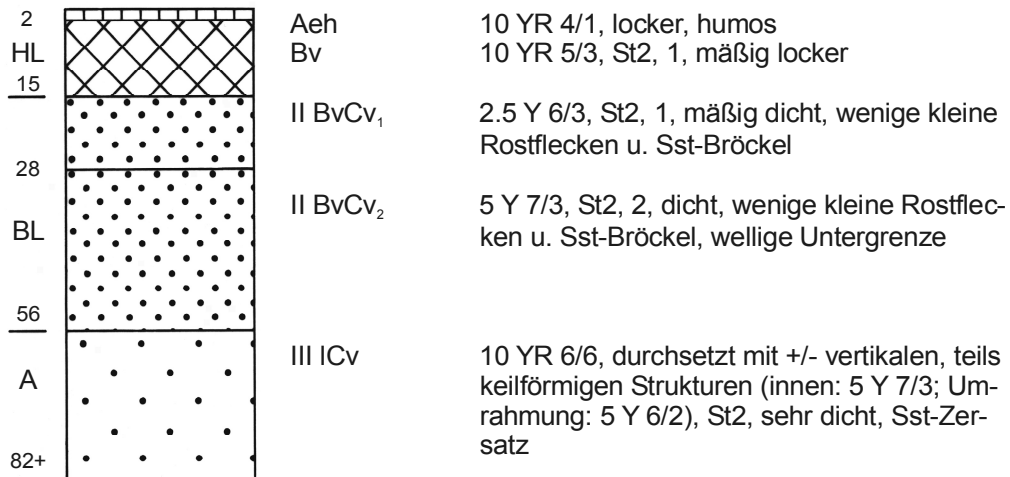 2 Aeh 10 YR 4/1, locker, humos
HL Bv 10 YR 5/3, St2, 1, mäßig locker
15
II BvCv₁ 2.5 Y 6/3, St2, 1, mäßig dicht, wenige kleine
Rostflecken u. Sst-Bröckel
28
II BvCv₂ 5 Y 7/3, St2, 2, dicht, wenige kleine Rostflec-
BL ken u. Sst-Bröckel, wellige Untergrenze
56
III lCv 10 YR 6/6, durchsetzt mit +/- vertikalen, teils
A keilförmigen Strukturen (innen: 5 Y 7/3; Um-
rahmung: 5 Y 6/2), St2, sehr dicht, Sst-Zer-
82+ satz